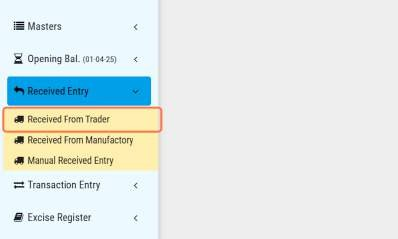 Masters
Opening Bal. (01-04-25)
Received Entry
Received From Trader
Received From Manufactory
Manual Received Entry
Transaction Entry
Excise Register